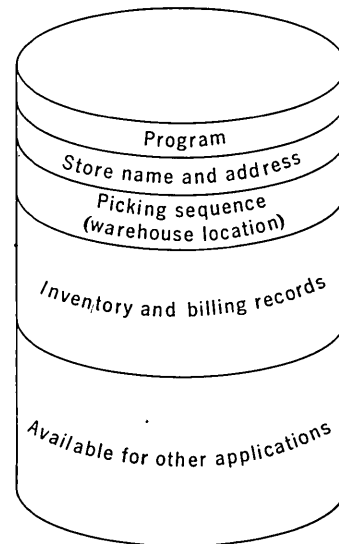 Program
Store name and address
Picking sequence
(warehouse location)
Inventory and billing records
Available for other applications